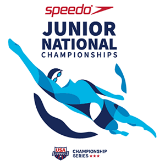 speedo
JUNIOR
NATIONAL
CHAMPIONSHIPS
USA
SWIMMING
CHAMPIONSHIP
SERIES